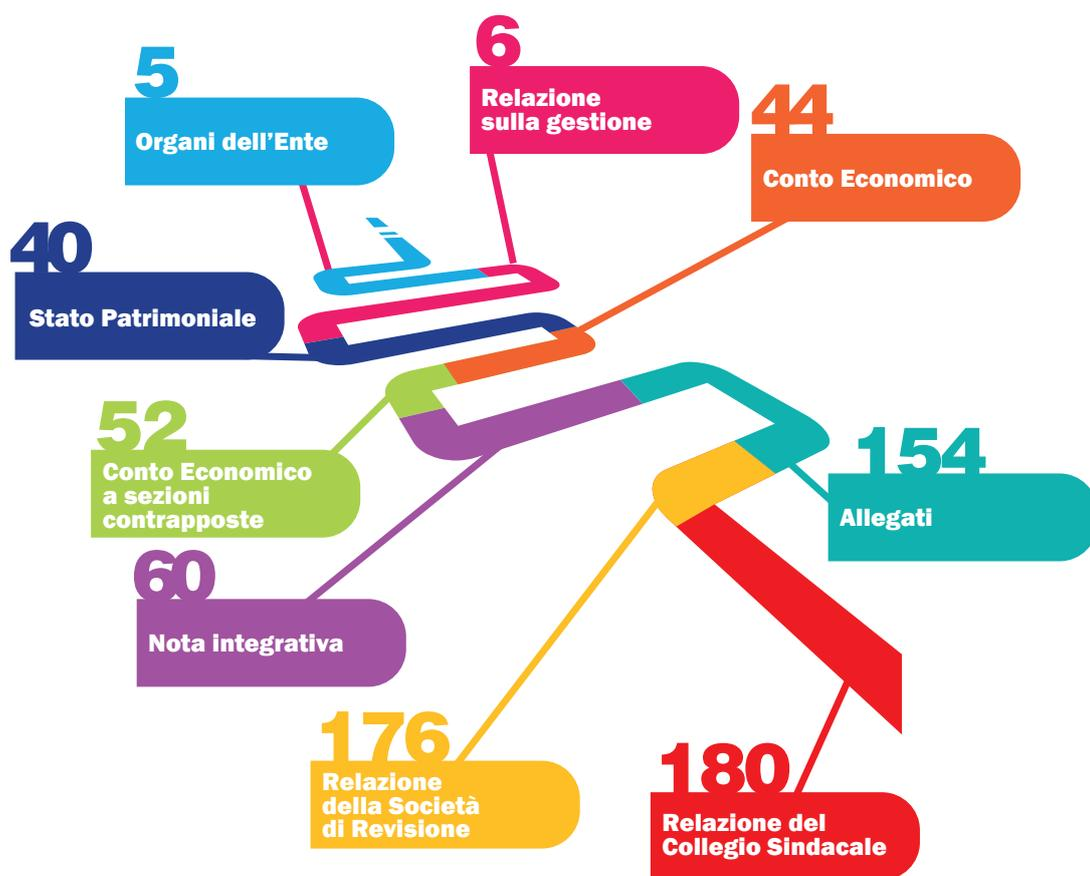 5
Organi dell’Ente
6
Relazione
sulla gestione
44
Conto Economico
40
Stato Patrimoniale
52
Conto Economico
a sezioni
contrapposte
154
Allegati
60
Nota integrativa
176
Relazione
della Società
di Revisione
180
Relazione del
Collegio Sindacale